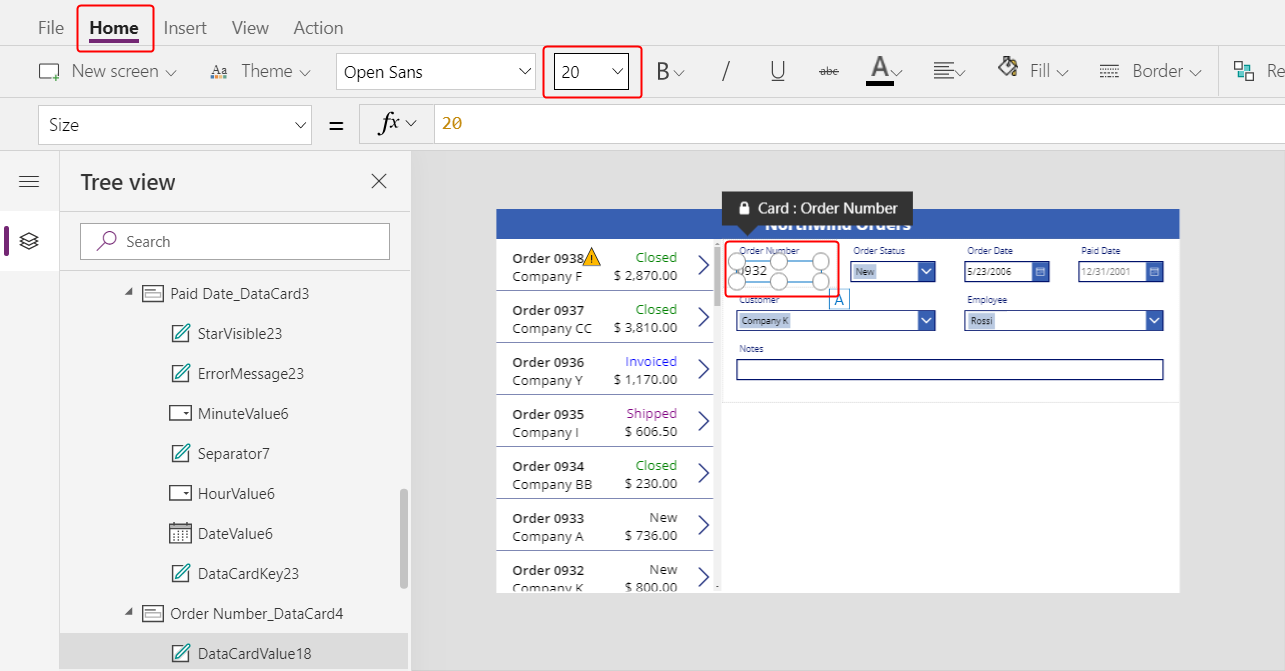 File Home Insert View Action
New screen Aa Theme Open Sans 20 B / U abc A Fill Border Re
Size = fx 20
Tree view
Search
Paid Date_DataCard3
StarVisible23
ErrorMessage23
MinuteValue6
Separator7
HourValue6
DateValue6
DataCardKey23
Order Number_DataCard4
DataCardValue18
Card : Order Number
Northwind Orders
Order 0938 Closed
Company F $ 2,870.00
Order 0937 Closed
Company CC $ 3,810.00
Order 0936 Invoiced
Company Y $ 1,170.00
Order 0935 Shipped
Company I $ 606.50
Order 0934 Closed
Company BB $ 230.00
Order 0933 New
Company A $ 736.00
Order 0932 New
Company K $ 800.00
Order Number Order Status Order Date Paid Date
0932 New 5/23/2006 12/31/2001
A
Customer Employee
Company K Rossi
Notes